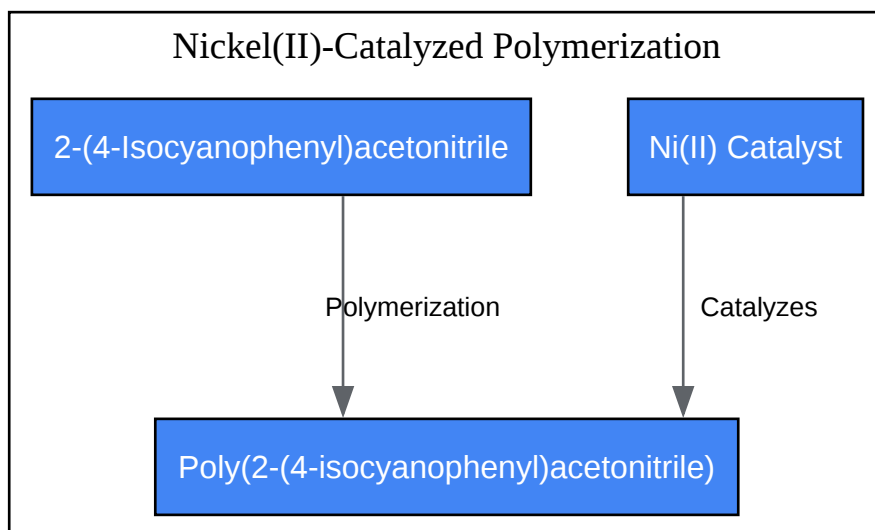 Nickel(II)-Catalyzed Polymerization
2-(4-Isocyanophenyl)acetonitrile
Ni(II) Catalyst
Polymerization
Catalyzes
Poly(2-(4-isocyanophenyl)acetonitrile)